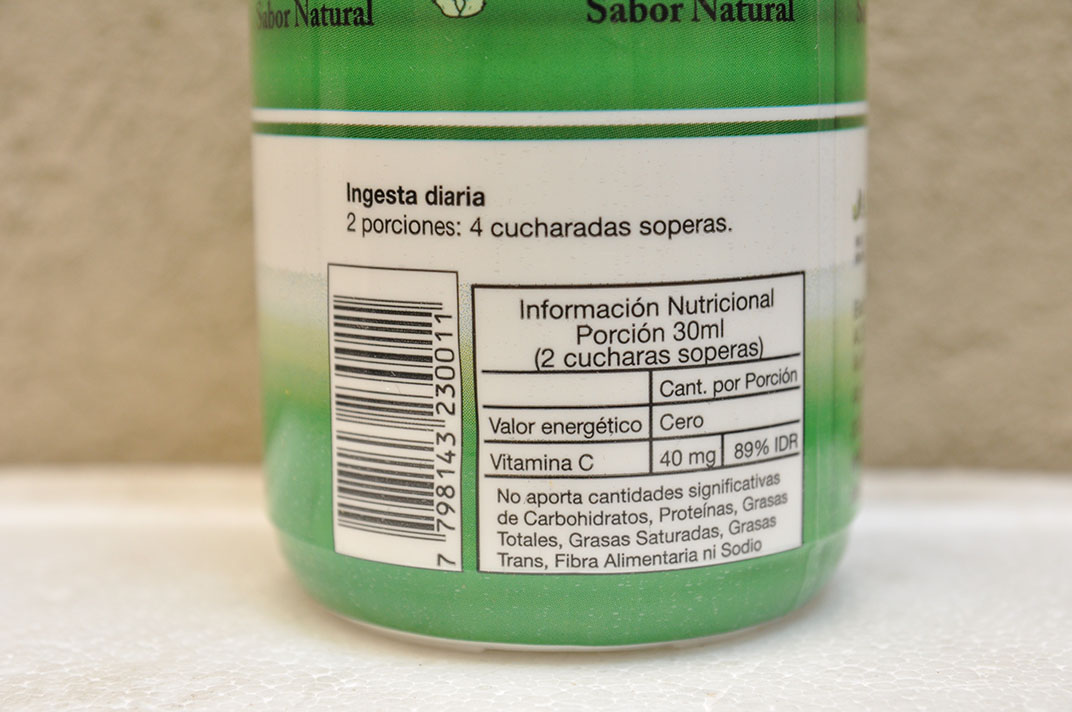 Sabor Natural
Sabor Natural
Ingesta diaria
2 porciones: 4 cucharadas soperas.
7 798143 230011
Información Nutricional
Porción 30ml
(2 cucharas soperas)
Cant. por Porción
Valor energético Cero
Vitamina C 40 mg 89% IDR
No aporta cantidades significativas
de Carbohidratos, Proteínas, Grasas
Totales, Grasas Saturadas, Grasas
Trans, Fibra Alimentaria ni Sodio